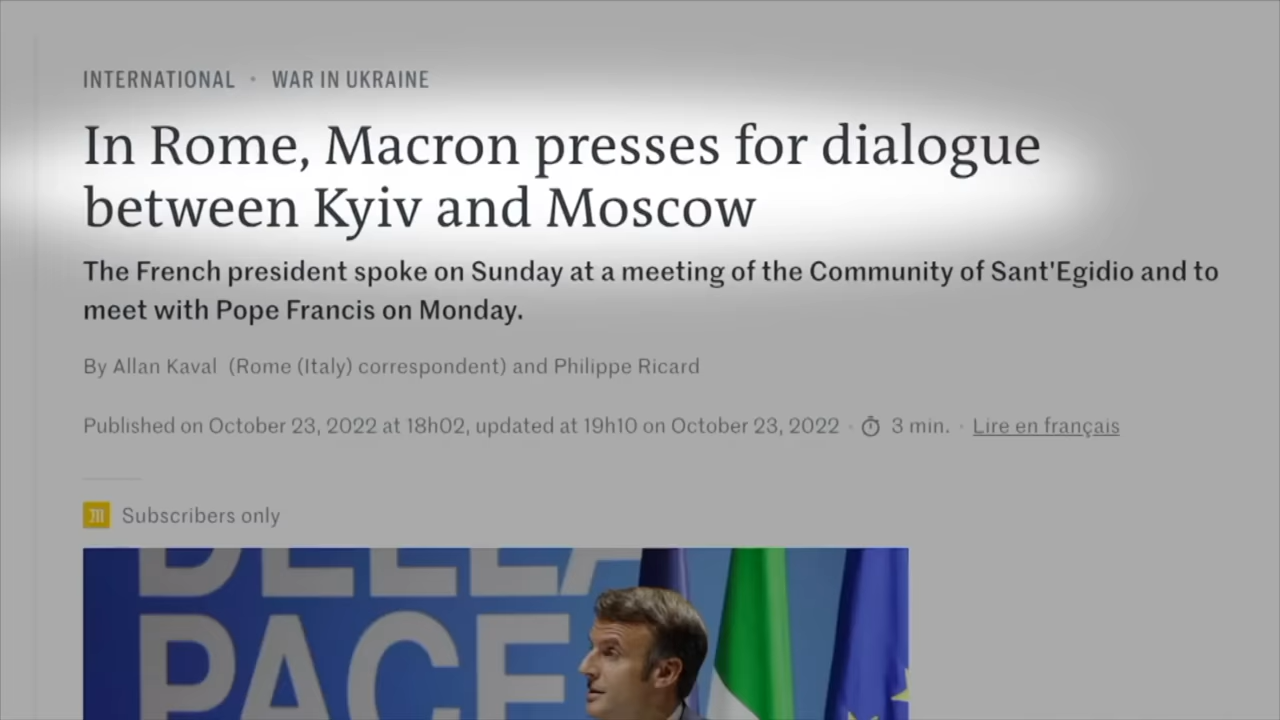 INTERNATIONAL • WAR IN UKRAINE
In Rome, Macron presses for dialogue
between Kyiv and Moscow
The French president spoke on Sunday at a meeting of the Community of Sant'Egidio and to
meet with Pope Francis on Monday.
By Allan Kaval (Rome (Italy) correspondent) and Philippe Ricard
Published on October 23, 2022 at 18h02, updated at 19h10 on October 23, 2022 • 3 min. • Lire en français
M Subscribers only
DELLA
PACE